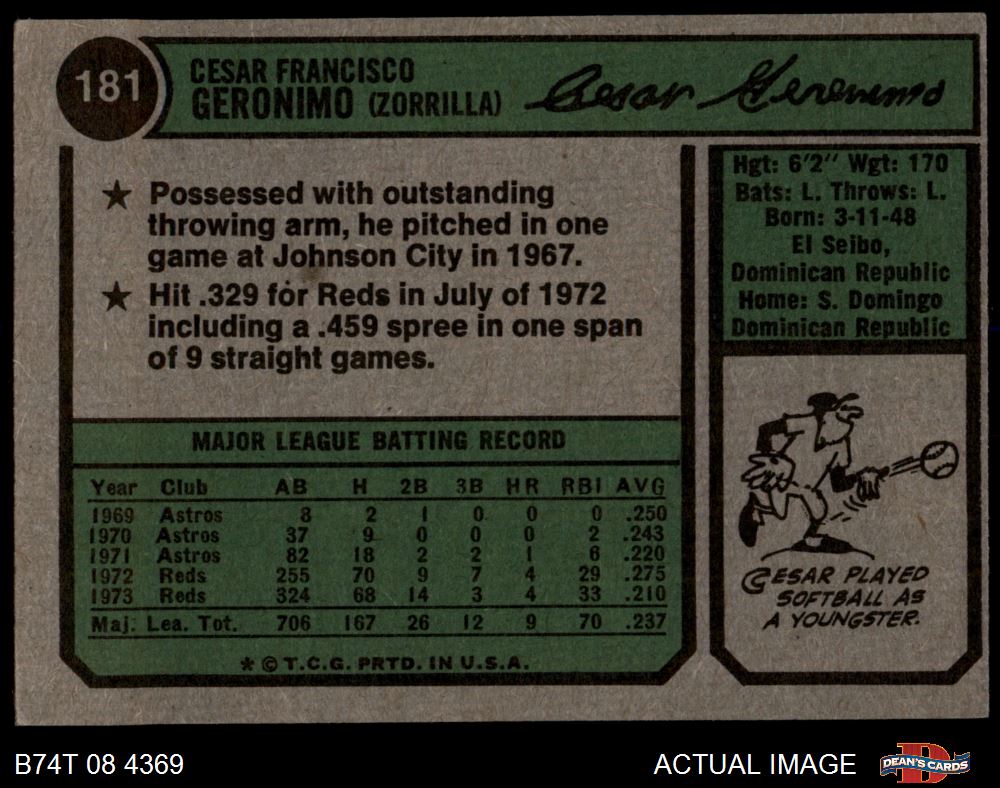 181
CESAR FRANCISCO
GERONIMO (ZORRILLA)
Cesar Geronimo
★ Possessed with outstanding
throwing arm, he pitched in one
game at Johnson City in 1967.
★ Hit .329 for Reds in July of 1972
including a .459 spree in one span
of 9 straight games.
MAJOR LEAGUE BATTING RECORD
Year Club AB H 2B 3B HR RBI AVG
1969 Astros 8 2 1 0 0 0 .250
1970 Astros 37 9 0 0 0 2 .243
1971 Astros 82 18 2 2 1 6 .220
1972 Reds 255 70 9 7 4 29 .275
1973 Reds 324 68 14 3 4 33 .210
Maj. Lea. Tot. 706 167 26 12 9 70 .237
★ © T.C.G. PRTD. IN U.S.A.
Hgt: 6'2" Wgt: 170
Bats: L. Throws: L.
Born: 3-11-48
El Seibo,
Dominican Republic
Home: S. Domingo
Dominican Republic
CESAR PLAYED
SOFTBALL AS
A YOUNGSTER.
B74T 08 4369
ACTUAL IMAGE
DEAN'S CARDS